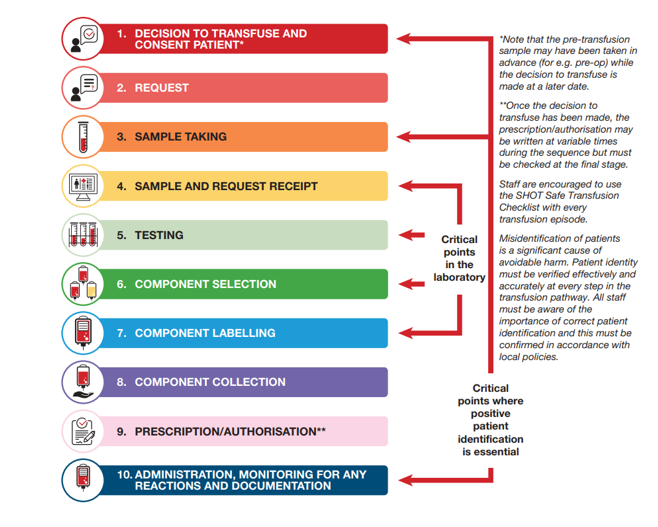 1. DECISION TO TRANSFUSE AND
CONSENT PATIENT*
2. REQUEST
3. SAMPLE TAKING
4. SAMPLE AND REQUEST RECEIPT
5. TESTING
6. COMPONENT SELECTION
7. COMPONENT LABELLING
8. COMPONENT COLLECTION
9. PRESCRIPTION/AUTHORISATION**
10. ADMINISTRATION, MONITORING FOR ANY
REACTIONS AND DOCUMENTATION
Critical
points
in the
laboratory
Critical
points where
positive
patient
identification
is essential
*Note that the pre-transfusion
sample may have been taken in
advance (for e.g. pre-op) while
the decision to transfuse is
made at a later date.
**Once the decision to
transfuse has been made, the
prescription/authorisation may
be written at variable times
during the sequence but must
be checked at the final stage.
Staff are encouraged to use
the SHOT Safe Transfusion
Checklist with every
transfusion episode.
Misidentification of patients
is a significant cause of
avoidable harm. Patient identity
must be verified effectively and
accurately at every step in the
transfusion pathway. All staff
must be aware of the
importance of correct patient
identification and this must be
confirmed in accordance with
local policies.